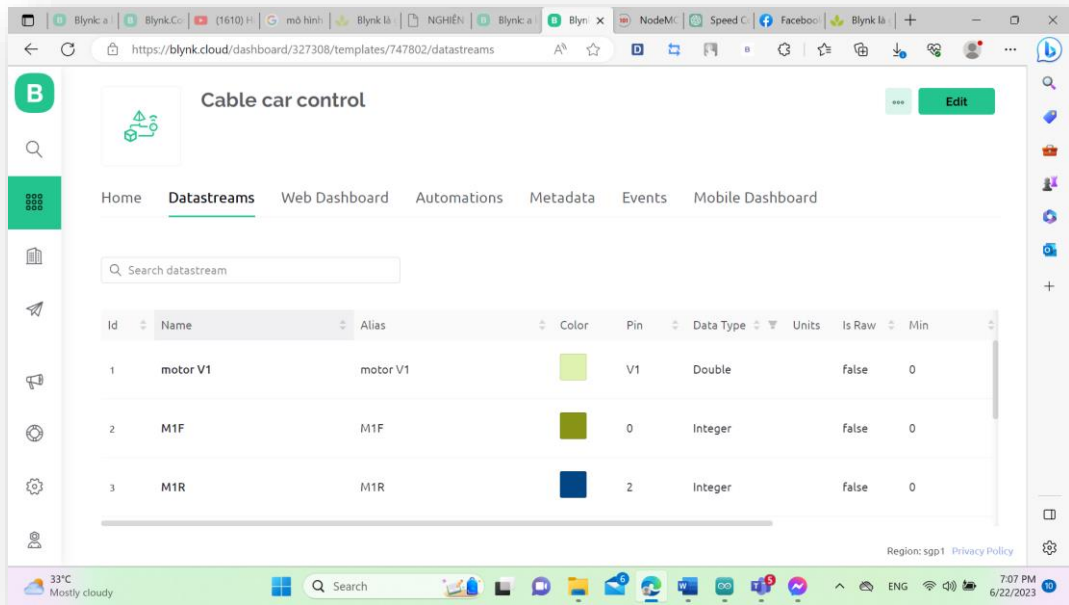 Blynk: a l
Blynk.Co
(1610) H
mô hình
Blynk là
NGHIÊN
Blynk: a l
Blyn
NodeMC
Speed C
Faceboo
Blynk là
https://blynk.cloud/dashboard/327308/templates/747802/datastreams
B
Cable car control
Edit
Home Datastreams Web Dashboard Automations Metadata Events Mobile Dashboard
Search datastream
Id Name Alias Color Pin Data Type Units Is Raw Min
1 motor V1 motor V1 V1 Double false 0
2 M1F M1F 0 Integer false 0
3 M1R M1R 2 Integer false 0
Region: sgp1 Privacy Policy
33°C
Mostly cloudy
Search
6
9
ENG
7:07 PM
6/22/2023
10